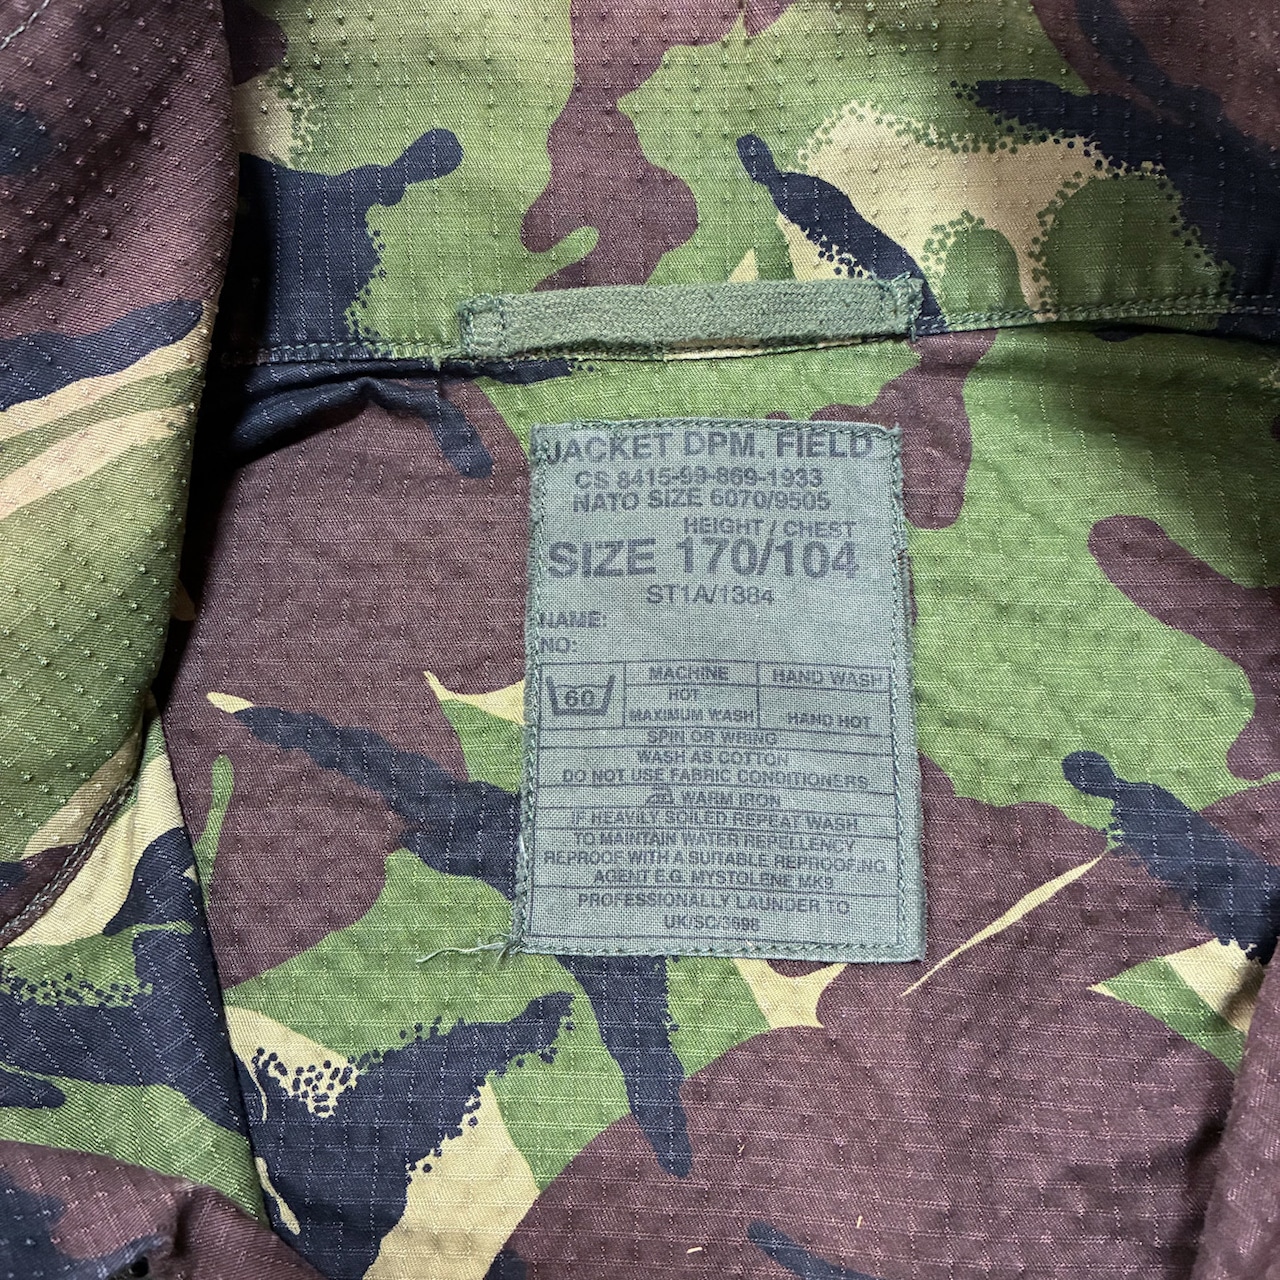 JACKET DPM. FIELD
CS 8415-99-869-1933
NATO SIZE 6070/9505
HEIGHT / CHEST
SIZE 170/104
ST1A/1384
NAME:
NO:
60
MACHINE
HAND WASH
HOT
MAXIMUM WASH
HAND HOT
SPIN OR WRING
WASH AS COTTON
DO NOT USE FABRIC CONDITIONERS
WARM IRON
IF HEAVILY SOILED REPEAT WASH
TO MAINTAIN WATER REPELLENCY
REPROOF WITH A SUITABLE REPROOFING
AGENT E.G. MYSTOLENE MK9
PROFESSIONALLY LAUNDER TO
UK/SC/3698